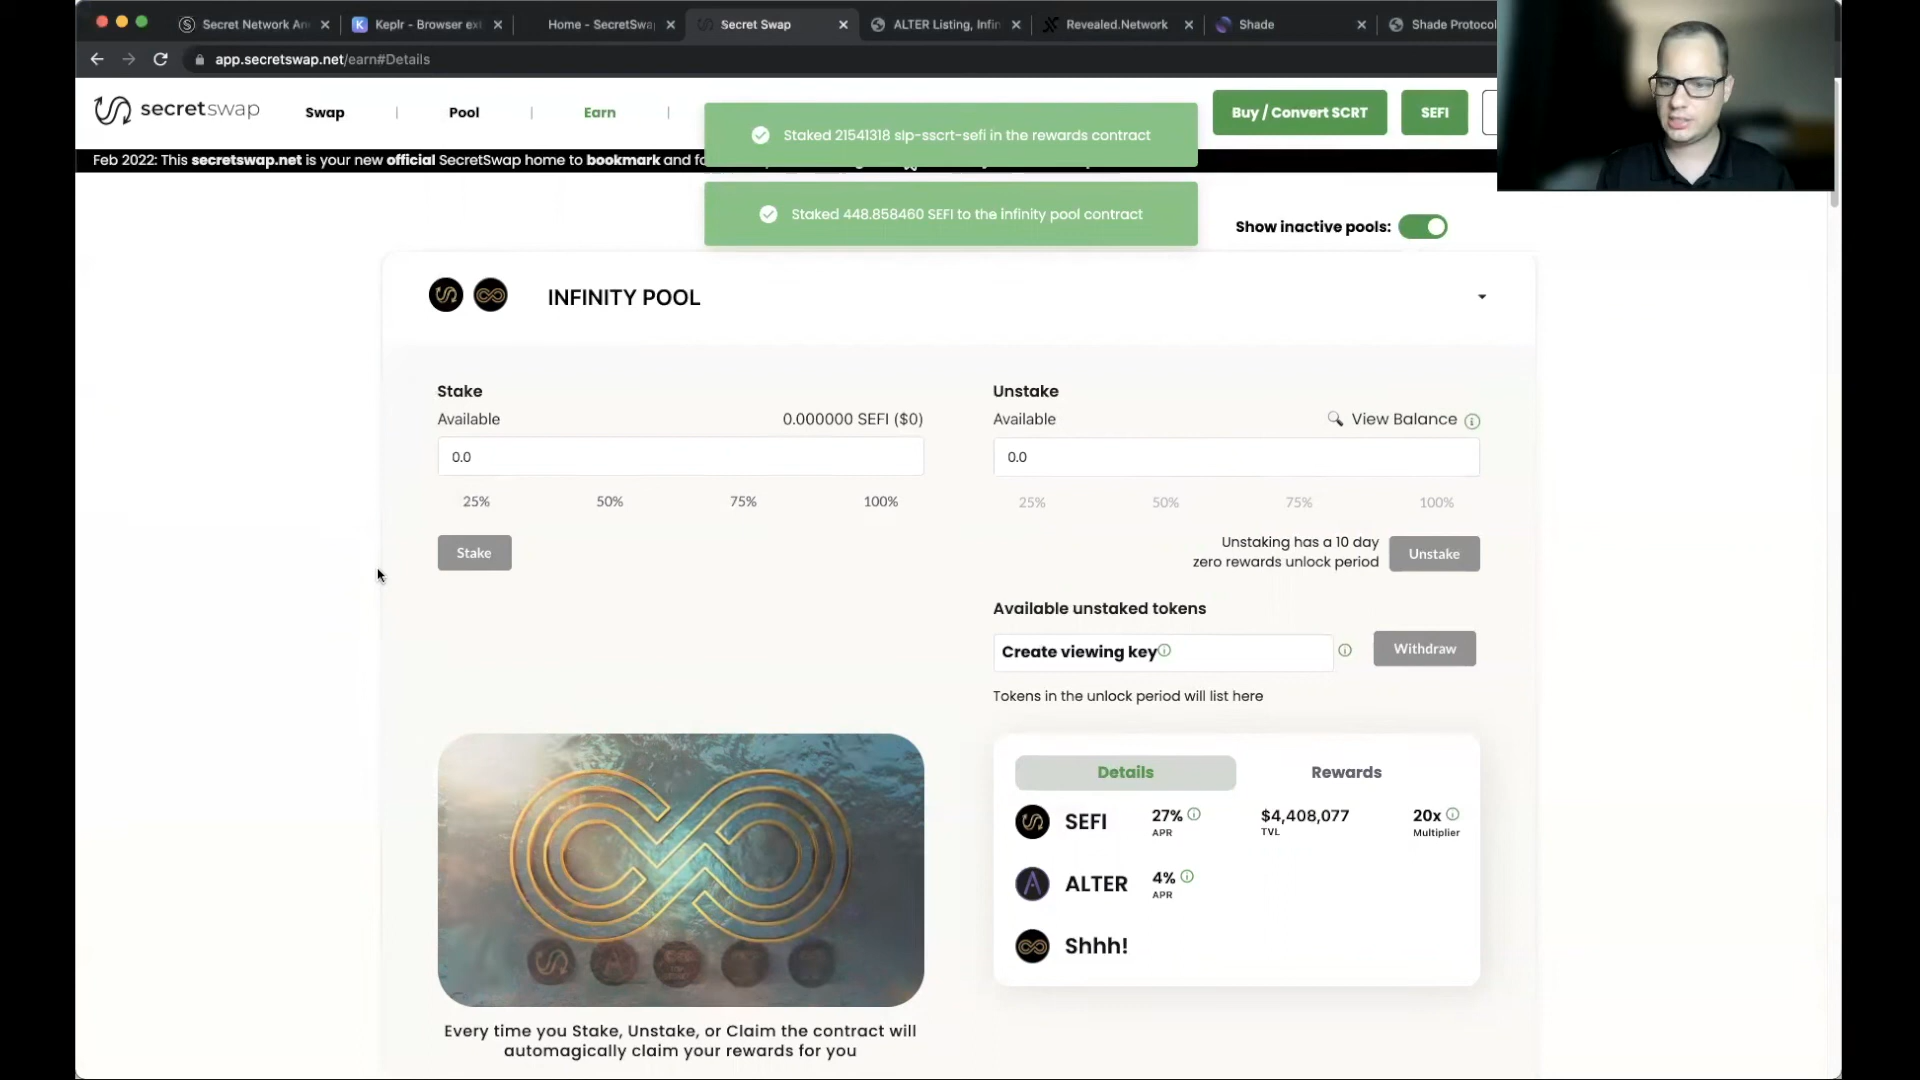 Secret Network An
Keplr - Browser ex
Home - SecretSwa
Secret Swap
ALTER Listing, Infin
Revealed.Network
Shade
Shade Protocol
app.secretswap.net/earn#Details
secretswap
Swap
Pool
Earn
Buy / Convert SCRT
SEFI
Staked 21541318 slp-sscrt-sefi in the rewards contract
Feb 2022: This secretswap.net is your new official SecretSwap home to bookmark and fo
Staked 448.858460 SEFI to the infinity pool contract
Show inactive pools:
INFINITY POOL
Stake
Available 0.000000 SEFI ($0)
0.0
25% 50% 75% 100%
Stake
Unstake
Available View Balance
0.0
25% 50% 75% 100%
Unstaking has a 10 day
zero rewards unlock period
Unstake
Available unstaked tokens
Create viewing key
Withdraw
Tokens in the unlock period will list here
Details Rewards
SEFI 27% $4,408,077 20x
APR TVL Multiplier
ALTER 4%
APR
Shhh!
Every time you Stake, Unstake, or Claim the contract will
automagically claim your rewards for you